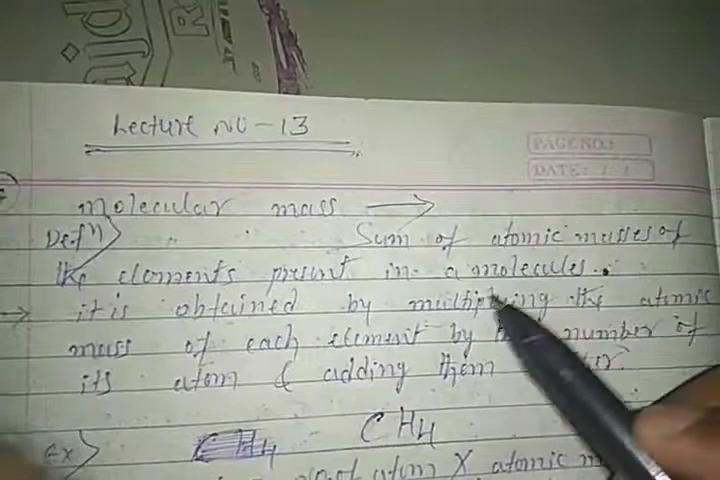 Lecture No - 13
PAGE NO.:
DATE: / /
molecular mass →
Defⁿ Sum of atomic masses of
the elements present in a molecules.
→ it is obtained by multiplying the atomic
mass of each element by number of
its atom & adding them
Ex CH4 CH4
no. of atom X atomic